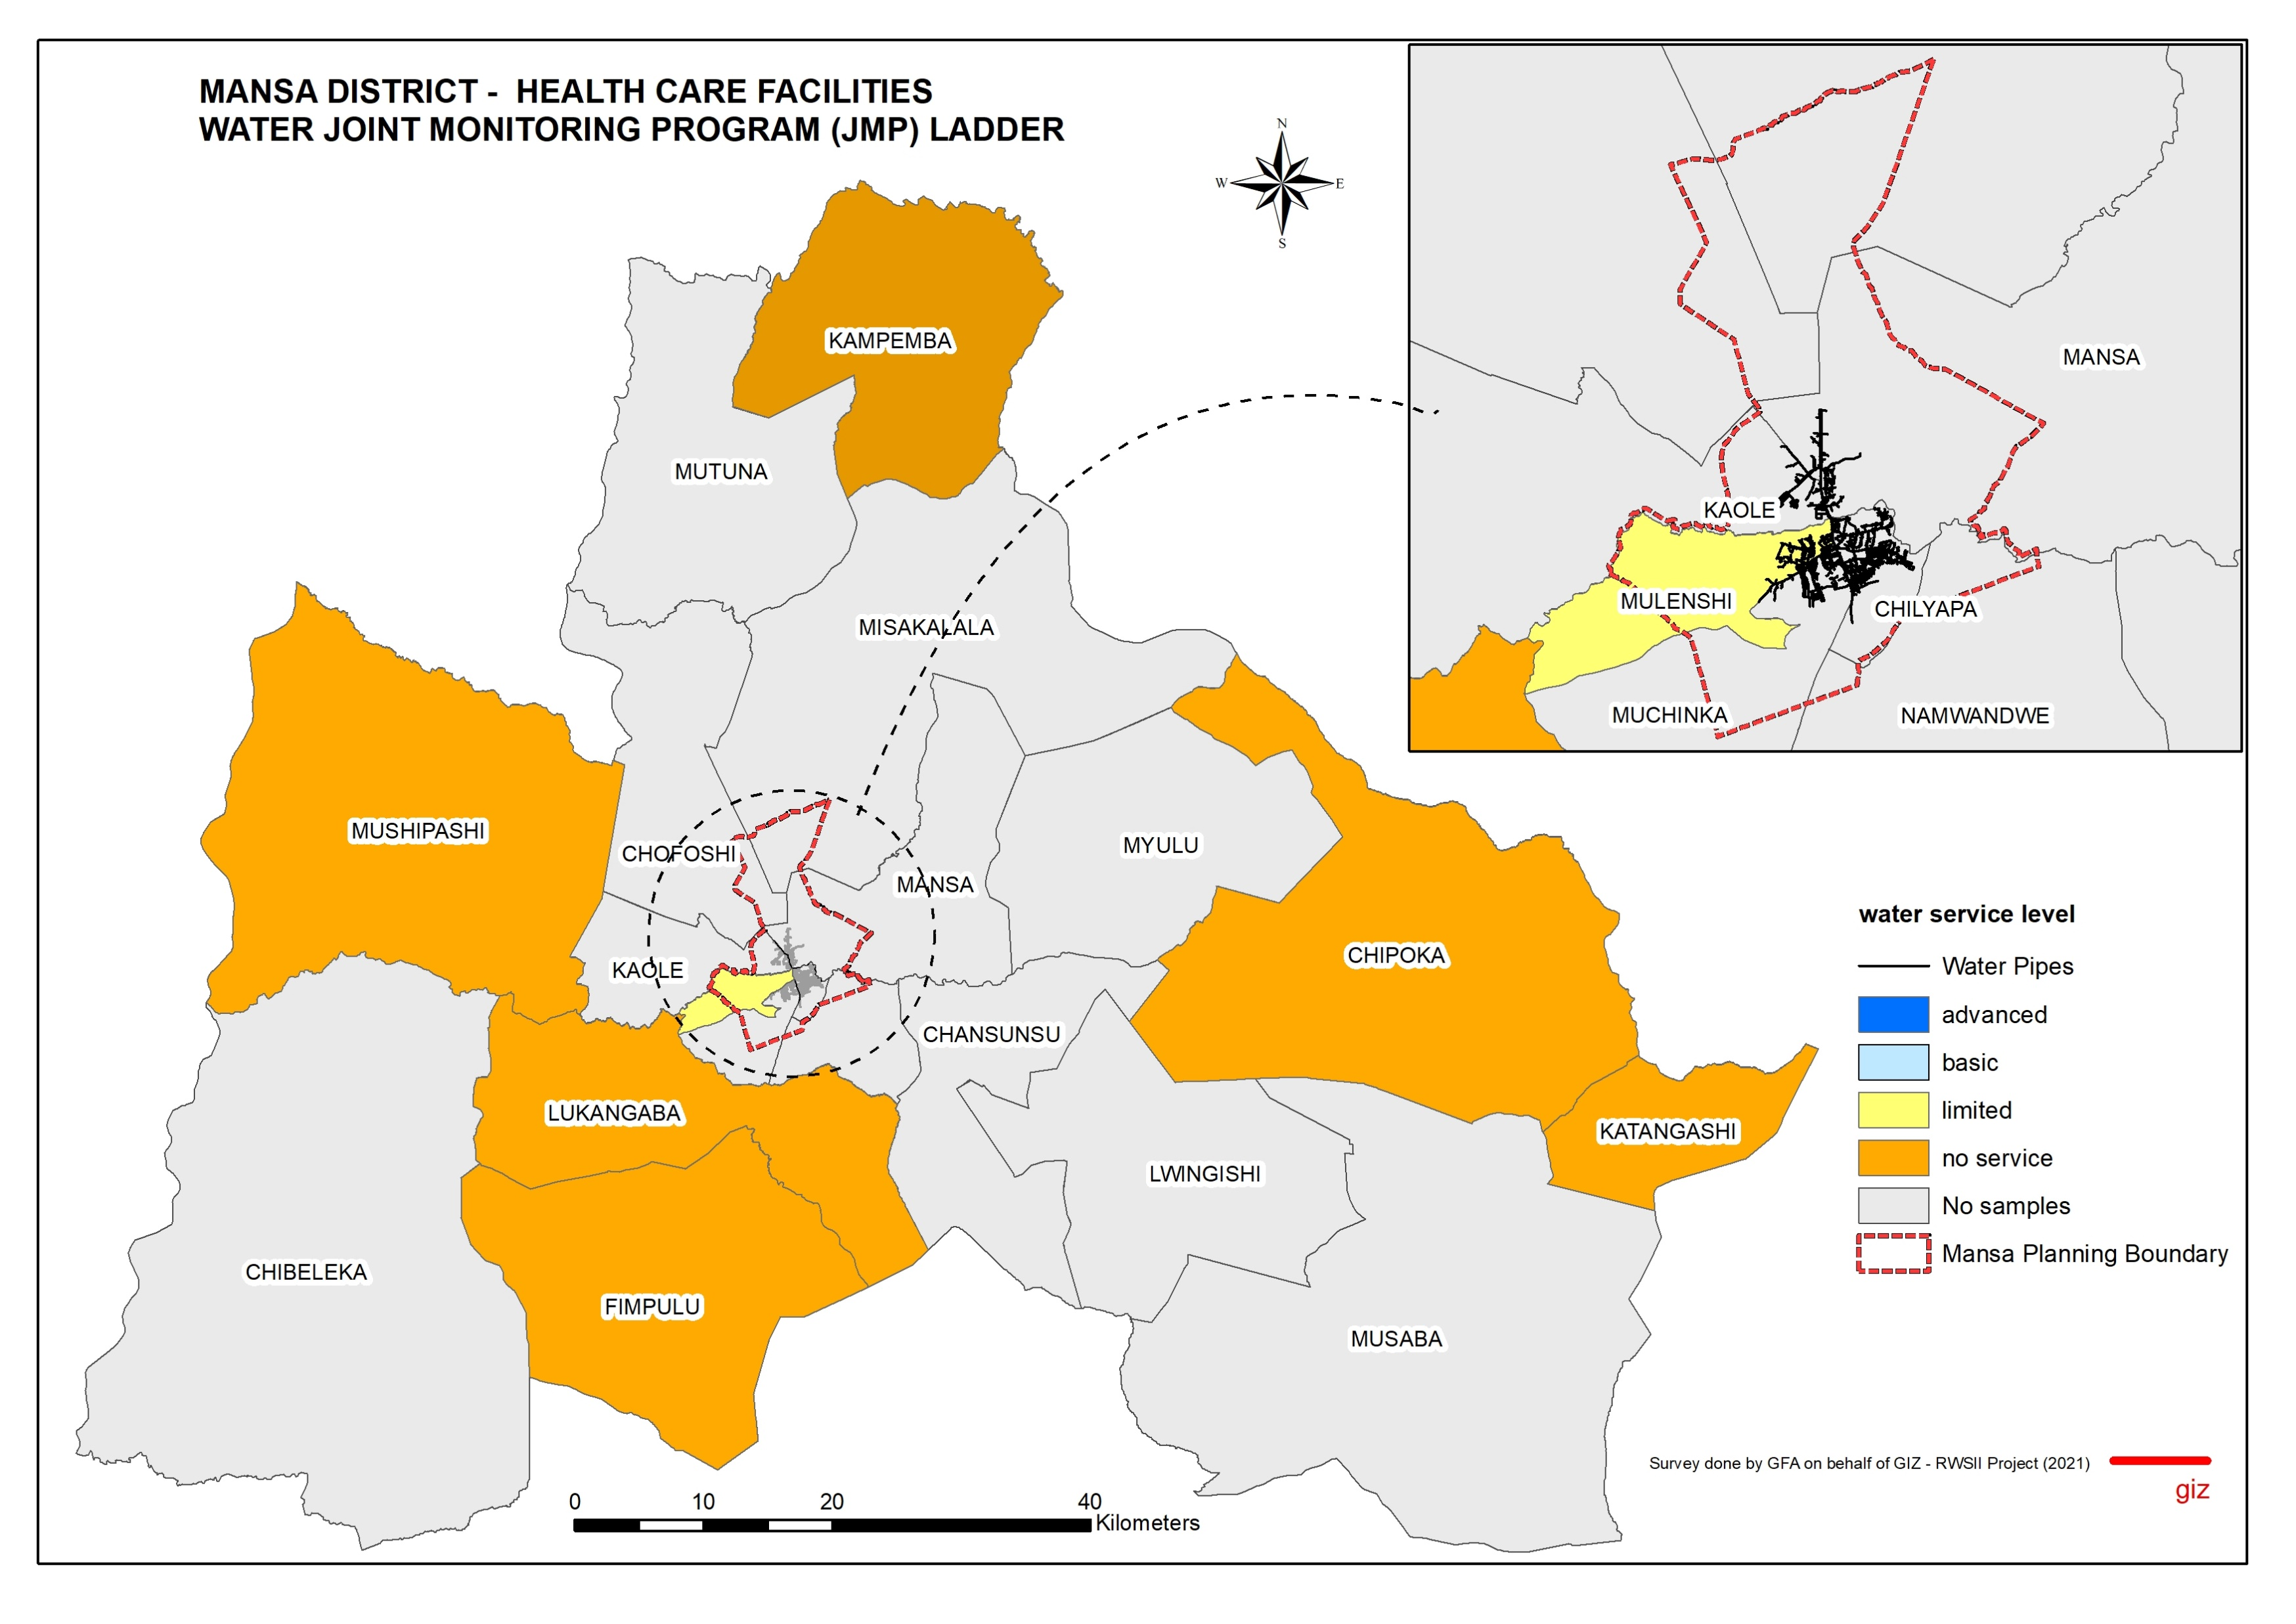 MANSA DISTRICT - HEALTH CARE FACILITIES
WATER JOINT MONITORING PROGRAM (JMP) LADDER
N
W
E
S
KAMPEMBA
MUTUNA
MISAKALALA
MUSHIPASHI
CHOFOSHI
MYULU
MANSA
KAOLE
CHIPOKA
CHANSUNSU
LUKANGABA
KATANGASHI
LWINGISHI
CHIBELEKA
FIMPULU
MUSABA
MANSA
KAOLE
MULENSHI
CHILYAPA
MUCHINKA
NAMWANDWE
water service level
Water Pipes
advanced
basic
limited
no service
No samples
Mansa Planning Boundary
0 10 20 40
Kilometers
Survey done by GFA on behalf of GIZ - RWSII Project (2021)
giz